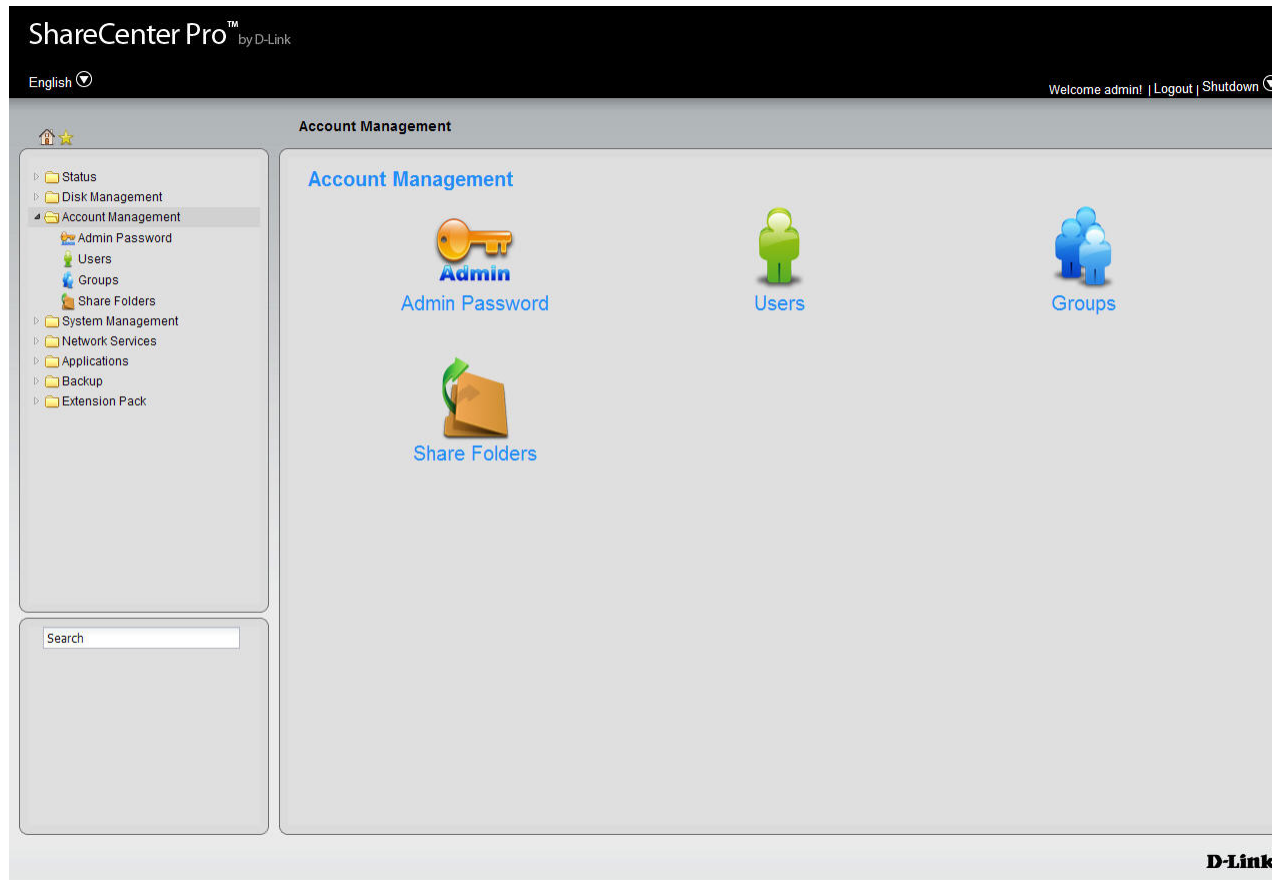 ShareCenter Pro™ by D-Link
English
Welcome admin! | Logout | Shutdown
Account Management
Status
Disk Management
Account Management
Admin Password
Users
Groups
Share Folders
System Management
Network Services
Applications
Backup
Extension Pack
Search
Account Management
Admin
Admin Password
Users
Groups
Share Folders
D-Link